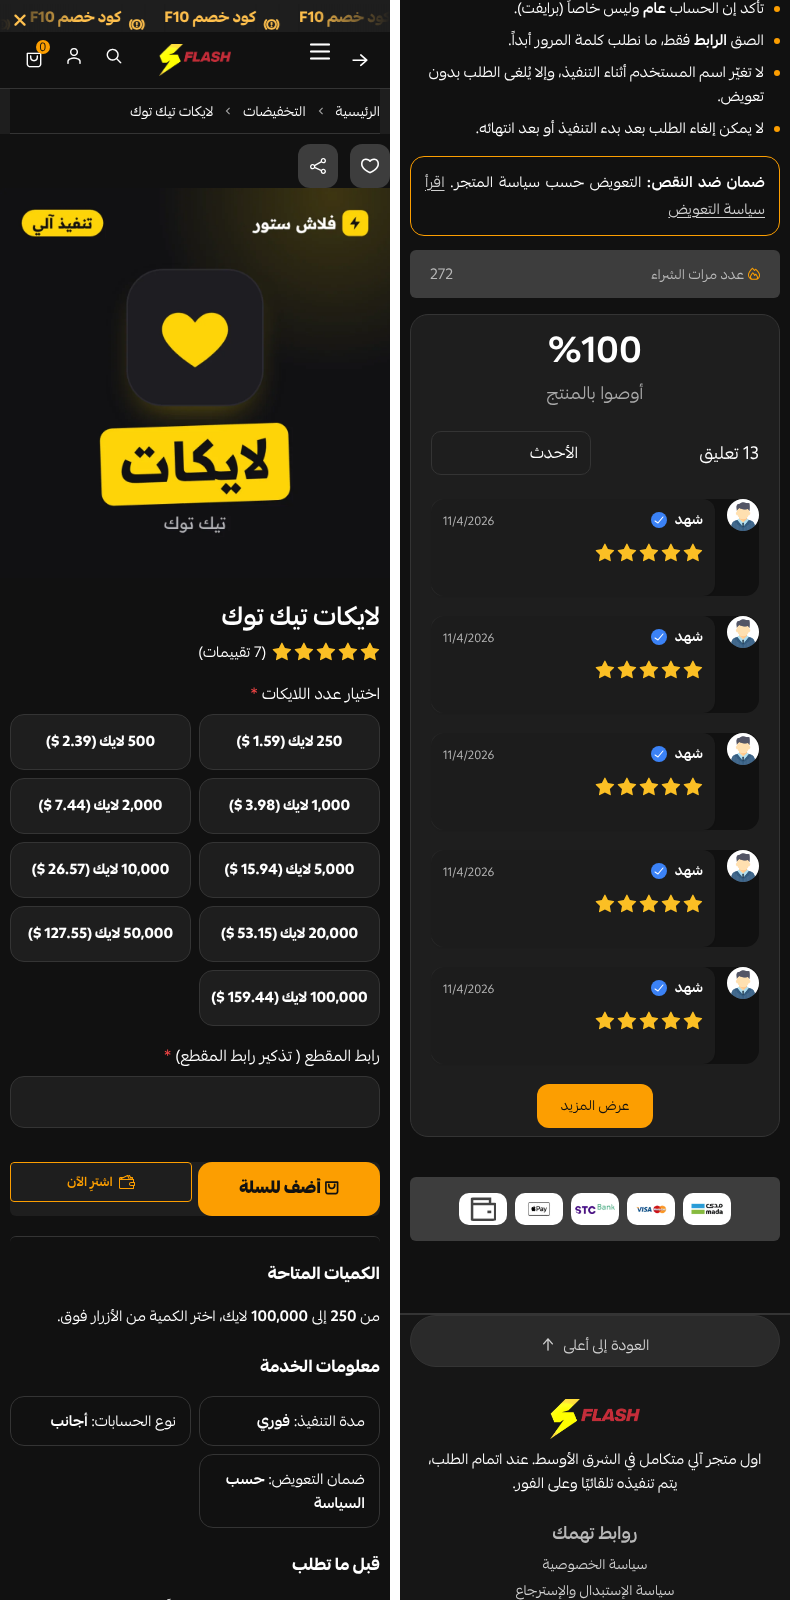 كود خصم F10 كود خصم F10 كود خصم F10
0
FLASH
الرئيسية › التخفيضات › لايكات تيك توك
فلاش ستور
تنفيذ آلي
لايكات
تيك توك
لايكات تيك توك
(7 تقييمات)
اختيار عدد اللايكات *
250 لايك (1.59 $)
500 لايك (2.39 $)
1,000 لايك (3.98 $)
2,000 لايك (7.44 $)
5,000 لايك (15.94 $)
10,000 لايك (26.57 $)
20,000 لايك (53.15 $)
50,000 لايك (127.55 $)
100,000 لايك (159.44 $)
رابط المقطع ( تذكير رابط المقطع) *
أضف للسلة
اشترِ الآن
الكميات المتاحة
من 250 إلى 100,000 لايك، اختر الكمية من الأزرار فوق.
معلومات الخدمة
مدة التنفيذ: فوري
نوع الحسابات: أجانب
ضمان التعويض: حسب
السياسة
قبل ما تطلب
تأكد إن الحساب عام وليس خاصاً (برايفت).
الصق الرابط فقط، ما نطلب كلمة المرور أبداً.
لا تغيّر اسم المستخدم أثناء التنفيذ، وإلا يُلغى الطلب بدون
تعويض.
لا يمكن إلغاء الطلب بعد بدء التنفيذ أو بعد انتهائه.
ضمان ضد النقص: التعويض حسب سياسة المتجر. اقرأ
سياسة التعويض
عدد مرات الشراء
272
%100
أوصوا بالمنتج
13 تعليق
الأحدث
شهد
11/4/2026
شهد
11/4/2026
شهد
11/4/2026
شهد
11/4/2026
شهد
11/4/2026
عرض المزيد
مدى mada
VISA
STC Bank
Pay
العودة إلى أعلى
FLASH
اول متجر آلي متكامل في الشرق الأوسط. عند اتمام الطلب،
يتم تنفيذه تلقائيًا وعلى الفور.
روابط تهمك
سياسة الخصوصية
سياسة الإستبدال والإسترجاع